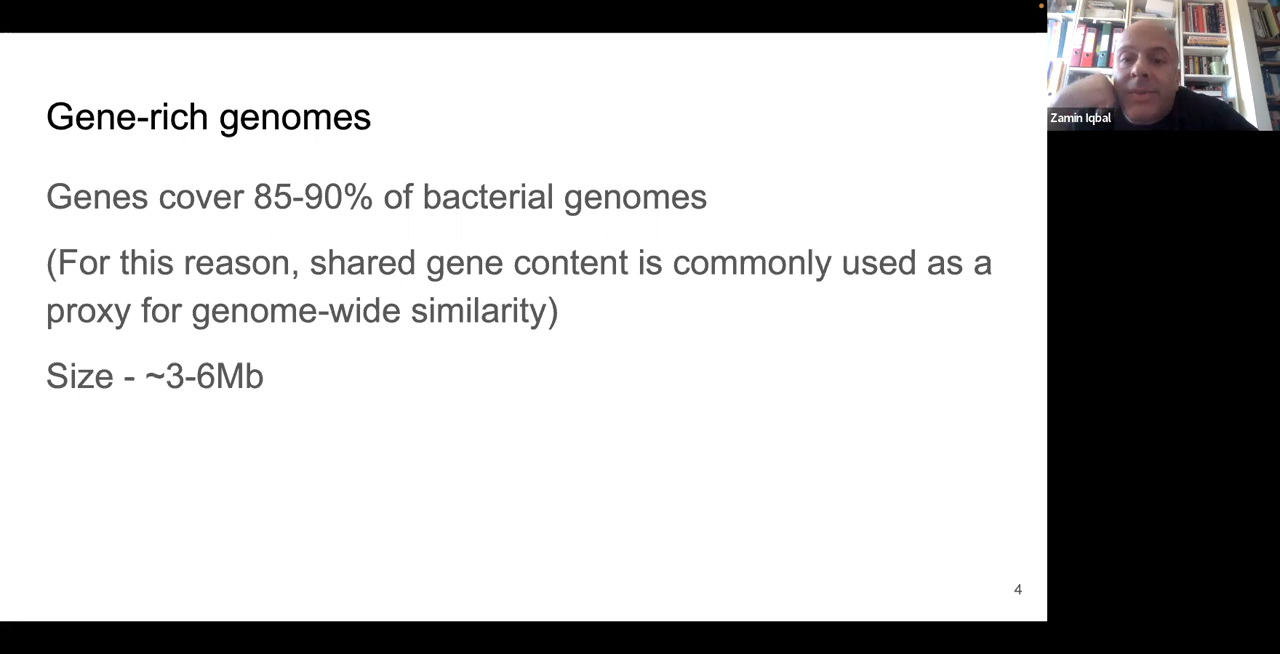 Gene-rich genomes
Genes cover 85-90% of bacterial genomes
(For this reason, shared gene content is commonly used as a
proxy for genome-wide similarity)
Size - ~3-6Mb
4
Zamin Iqbal